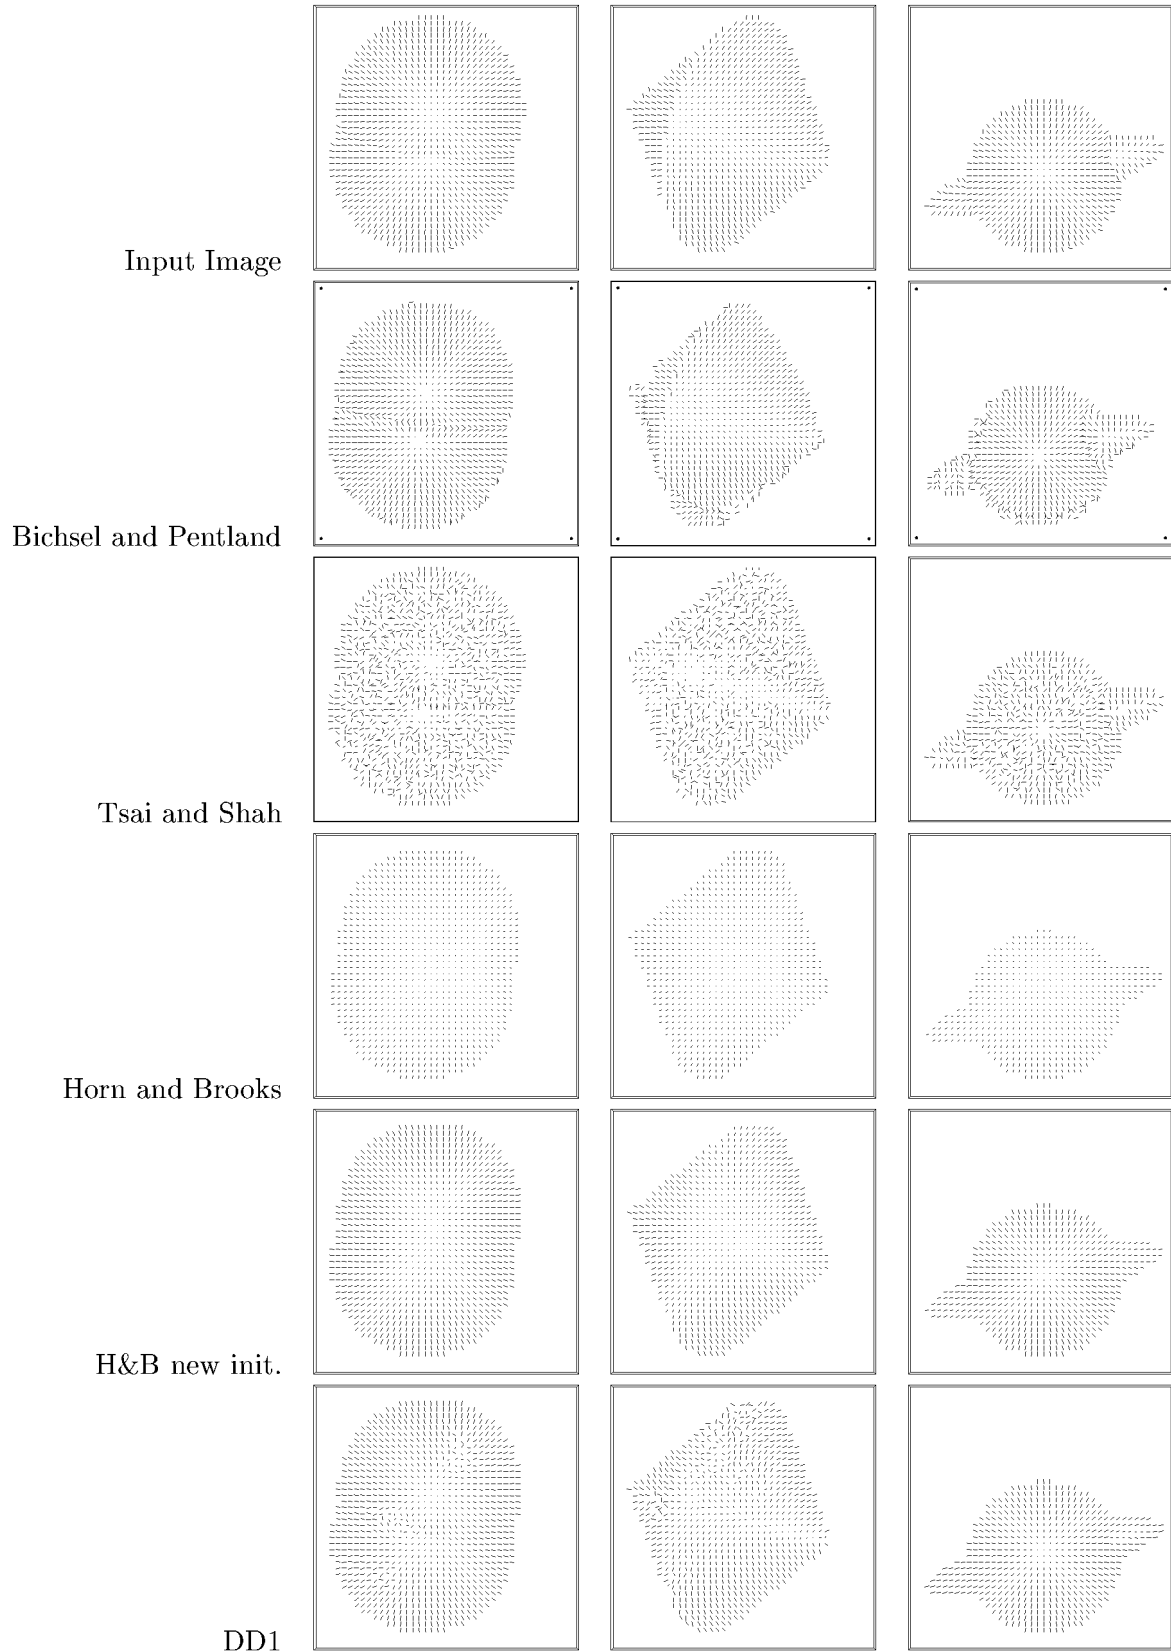 Input Image
Bichsel and Pentland
Tsai and Shah
Horn and Brooks
H&B new init.
DD1